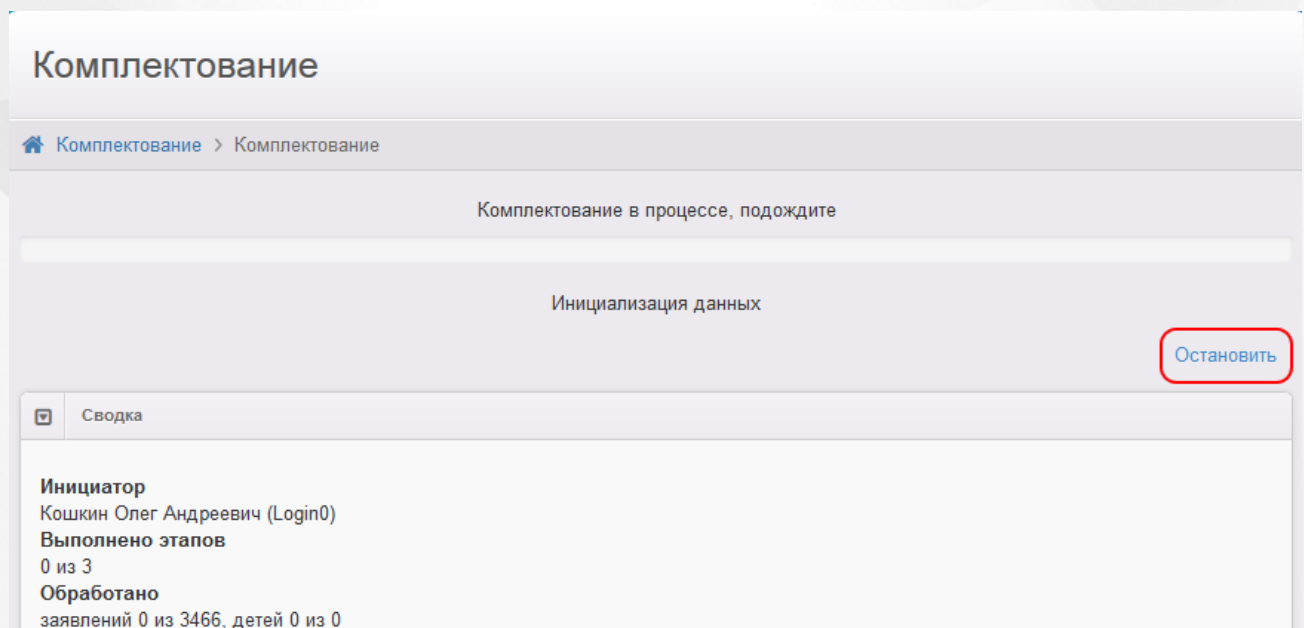 Комплектование
Комплектование > Комплектование
Комплектование в процессе, подождите
Инициализация данных
Остановить
Сводка
Инициатор
Кошкин Олег Андреевич (Login0)
Выполнено этапов
0 из 3
Обработано
заявлений 0 из 3466, детей 0 из 0